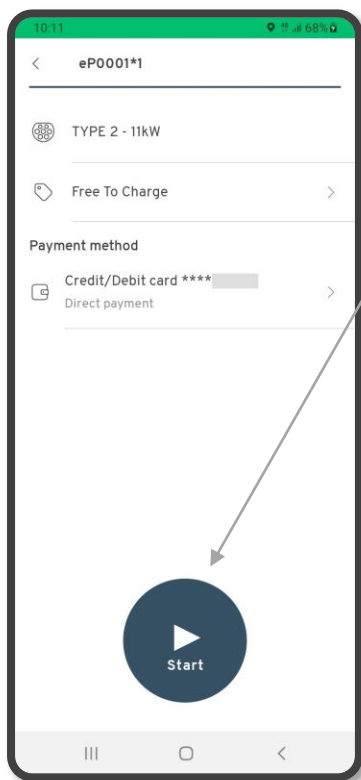 10:11 68%
eP0001*1
TYPE 2 - 11kW
Free To Charge
Payment method
Credit/Debit card ****
Direct payment
Start